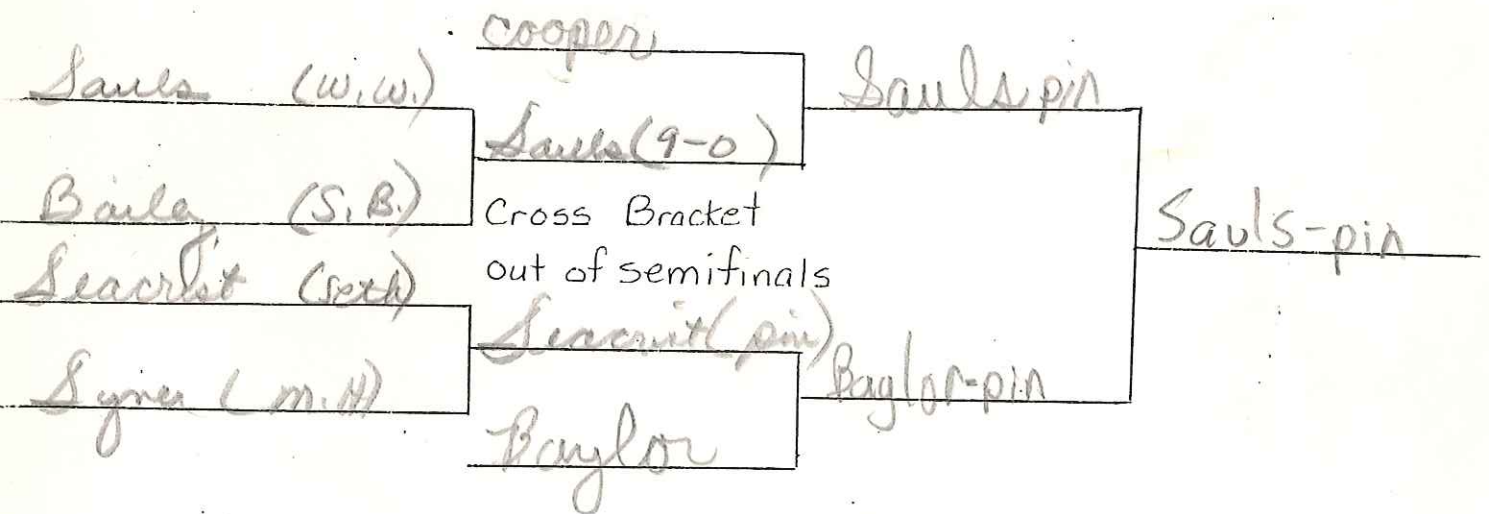 Cooper
Sauls (W.W.)
Sauls pin
Sauls (9-0)
Baila (S.B.)
Cross Bracket
Sauls-pin
out of semifinals
Seacrist (Seth)
Seacrist (pin)
(M.H)
Baylor-pin
Baylor